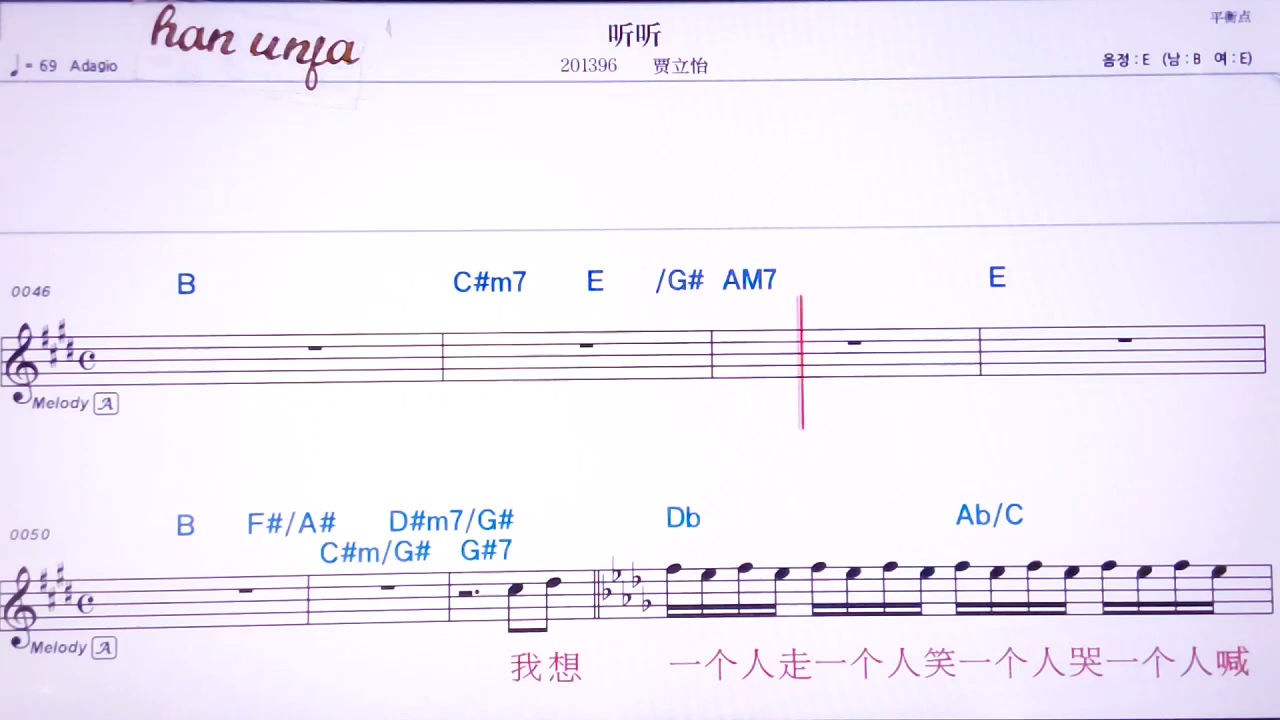 han unfa
听听
平衡点
♩= 69 Adagio
201396 贾立怡
음정 : E (남 : B 여 : E)
B C#m7 E /G# AM7 E
0046
Melody A
B F#/A# D#m7/G# Db Ab/C
C#m/G# G#7
0050
Melody A
我想 一个人走一个人笑一个人哭一个人喊